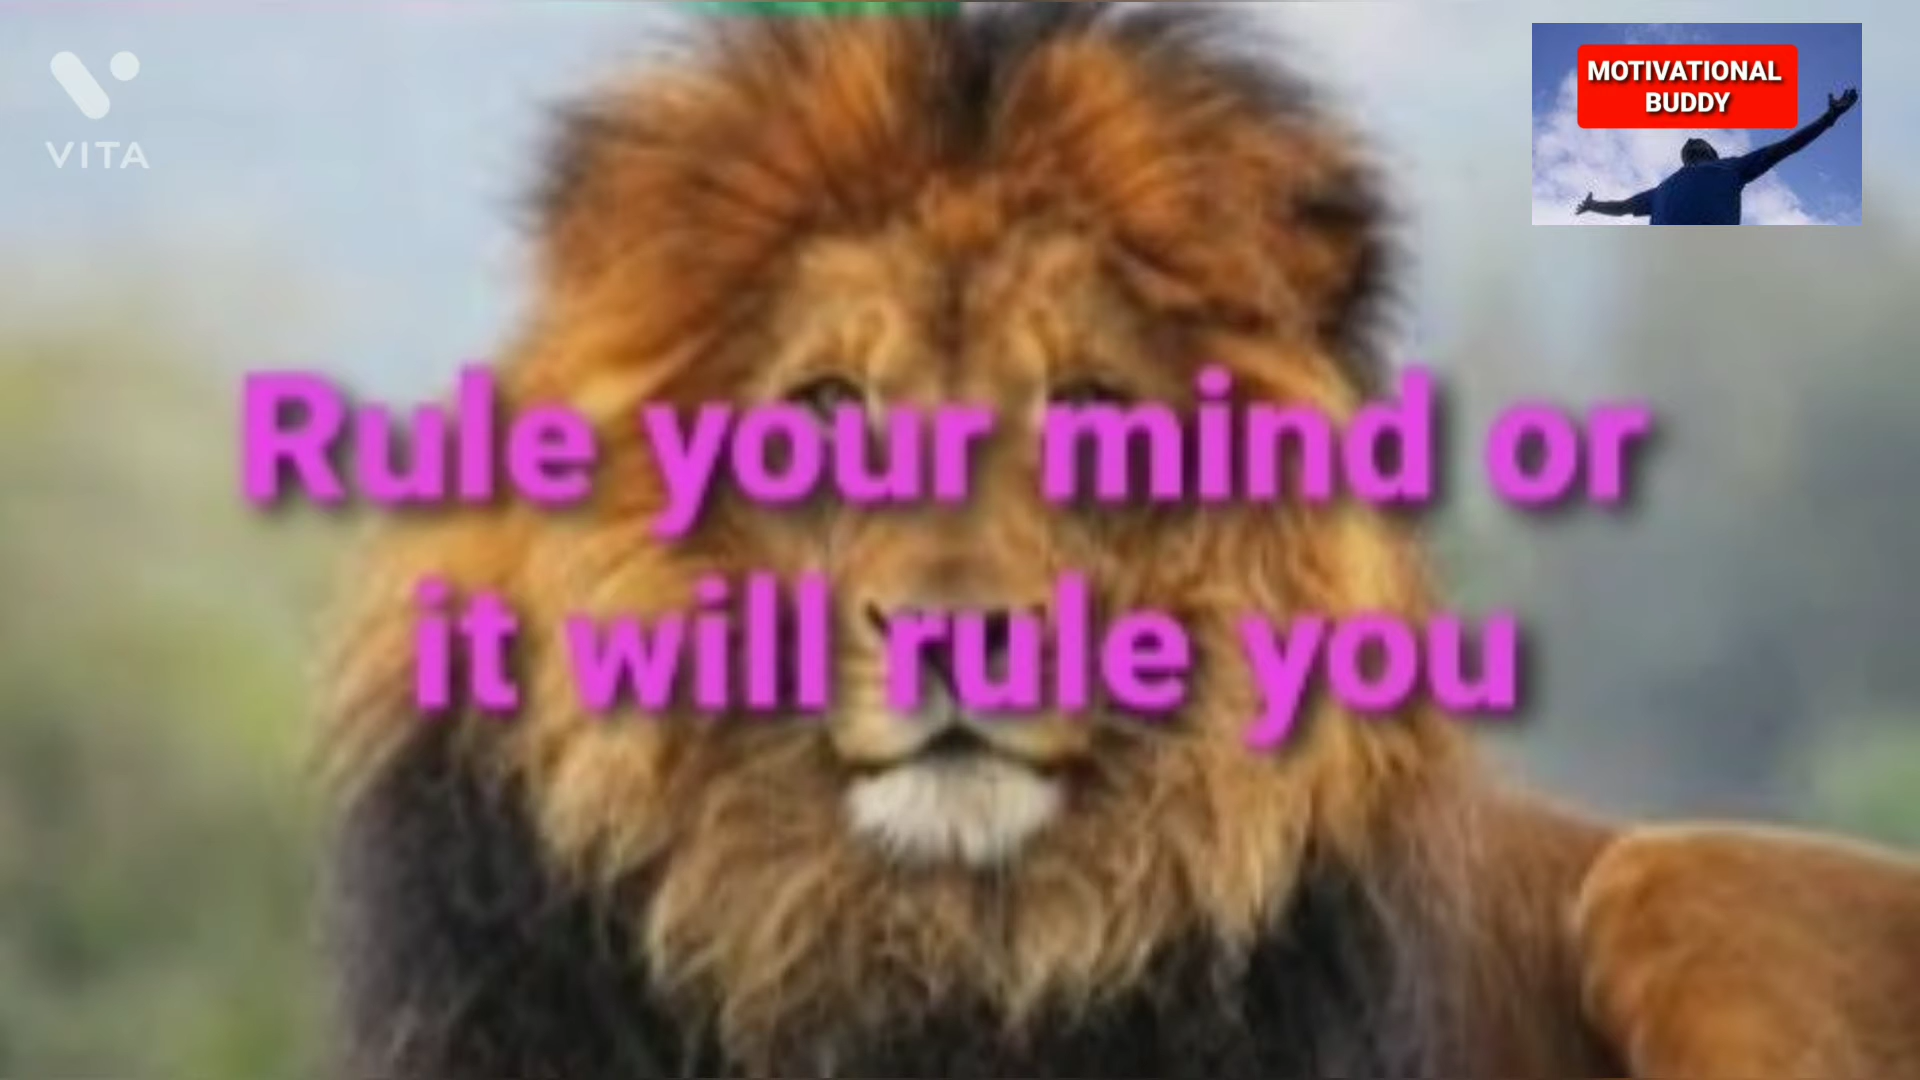 VITA
MOTIVATIONAL
BUDDY
Rule your mind or
it will rule you